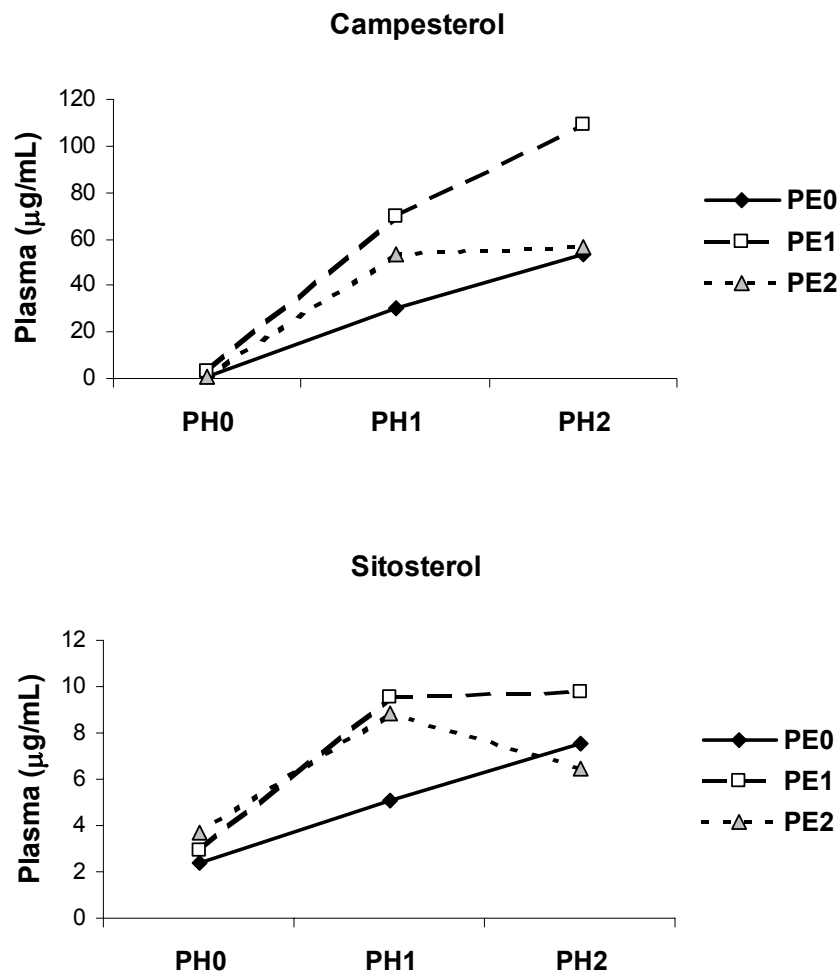 Campesterol
Plasma (µg/mL)
120
100
80
60
40
20
0
PH0 PH1 PH2
PE0
PE1
PE2
Sitosterol
Plasma (µg/mL)
12
10
8
6
4
2
0
PH0 PH1 PH2
PE0
PE1
PE2